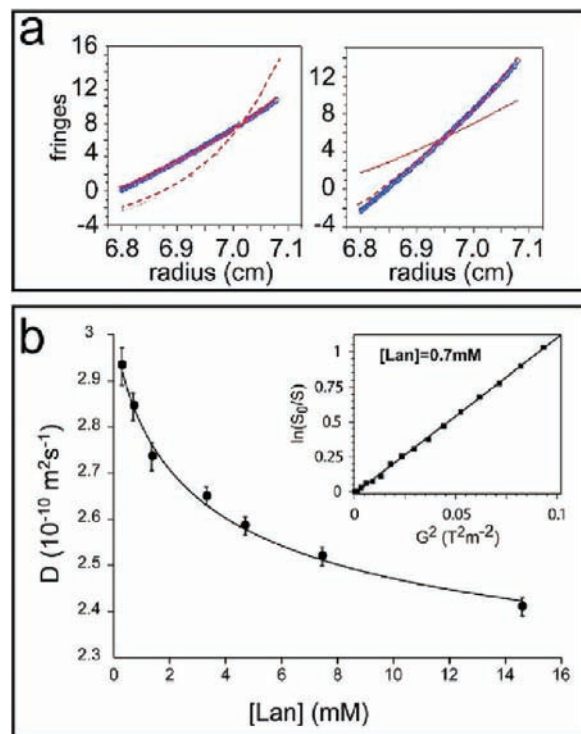 a
fringes
16
12
8
4
0
-4
6.8 6.9 7.0 7.1
radius (cm)
12
8
4
0
-4
6.8 6.9 7.0 7.1
radius (cm)
b
D (10⁻¹⁰ m²s⁻¹)
3
2.9
2.8
2.7
2.6
2.5
2.4
2.3
0 2 4 6 8 10 12 14 16
[Lan] (mM)
[Lan]=0.7mM
ln(S₀/S)
1
0.75
0.5
0.25
0
0 0.05 0.1
G² (T²m⁻²)